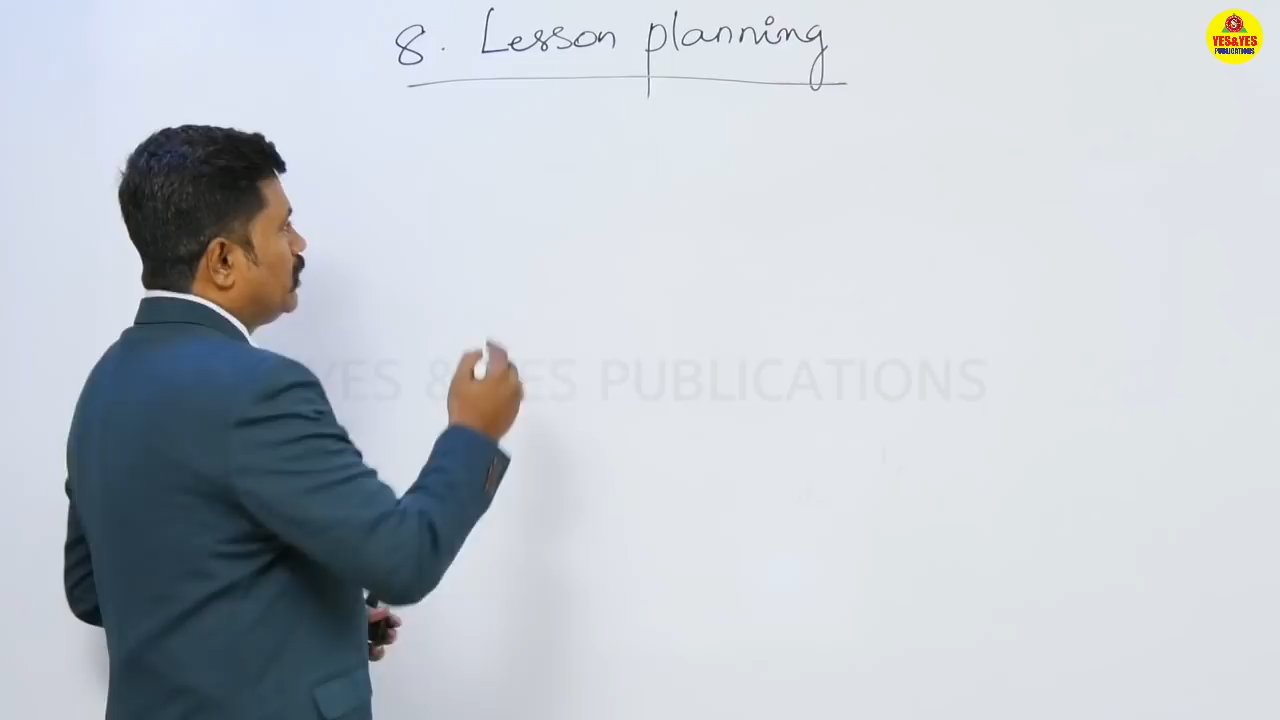 8. Lesson planning
YES&YES
PUBLICATIONS
YES & YES PUBLICATIONS